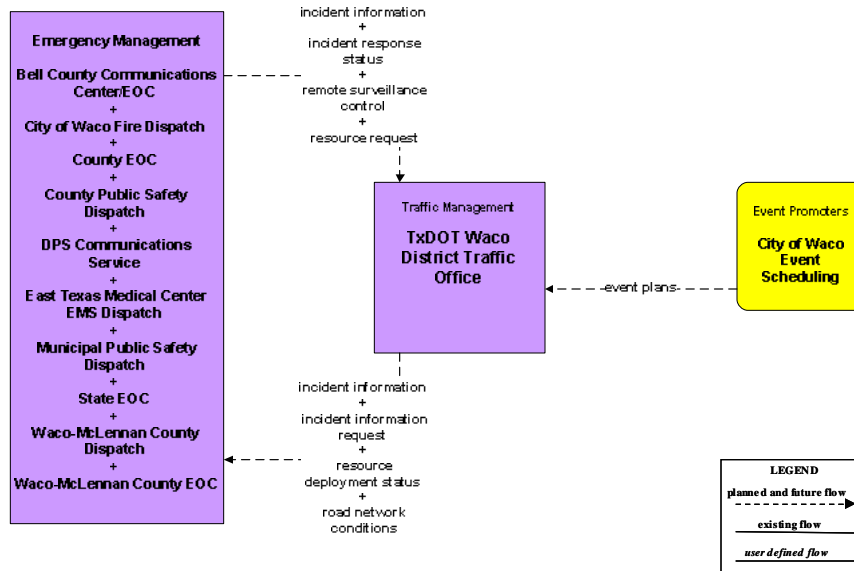 Emergency Management
Bell County Communications
Center/EOC
+
City of Waco Fire Dispatch
+
County EOC
+
County Public Safety
Dispatch
+
DPS Communications
Service
+
East Texas Medical Center
EMS Dispatch
+
Municipal Public Safety
Dispatch
+
State EOC
+
Waco-McLennan County
Dispatch
+
Waco-McLennan County EOC
incident information
+
incident response
status
+
remote surveillance
control
+
resource request
Traffic Management
TxDOT Waco
District Traffic
Office
event plans
Event Promoters
City of Waco
Event
Scheduling
incident information
+
incident information
request
+
resource
deployment status
+
road network
conditions
LEGEND
planned and future flow
existing flow
user defined flow